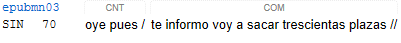 epubmn03 CNT COM
SIN 70 oye pues / te informo voy a sacar trescientas plazas //